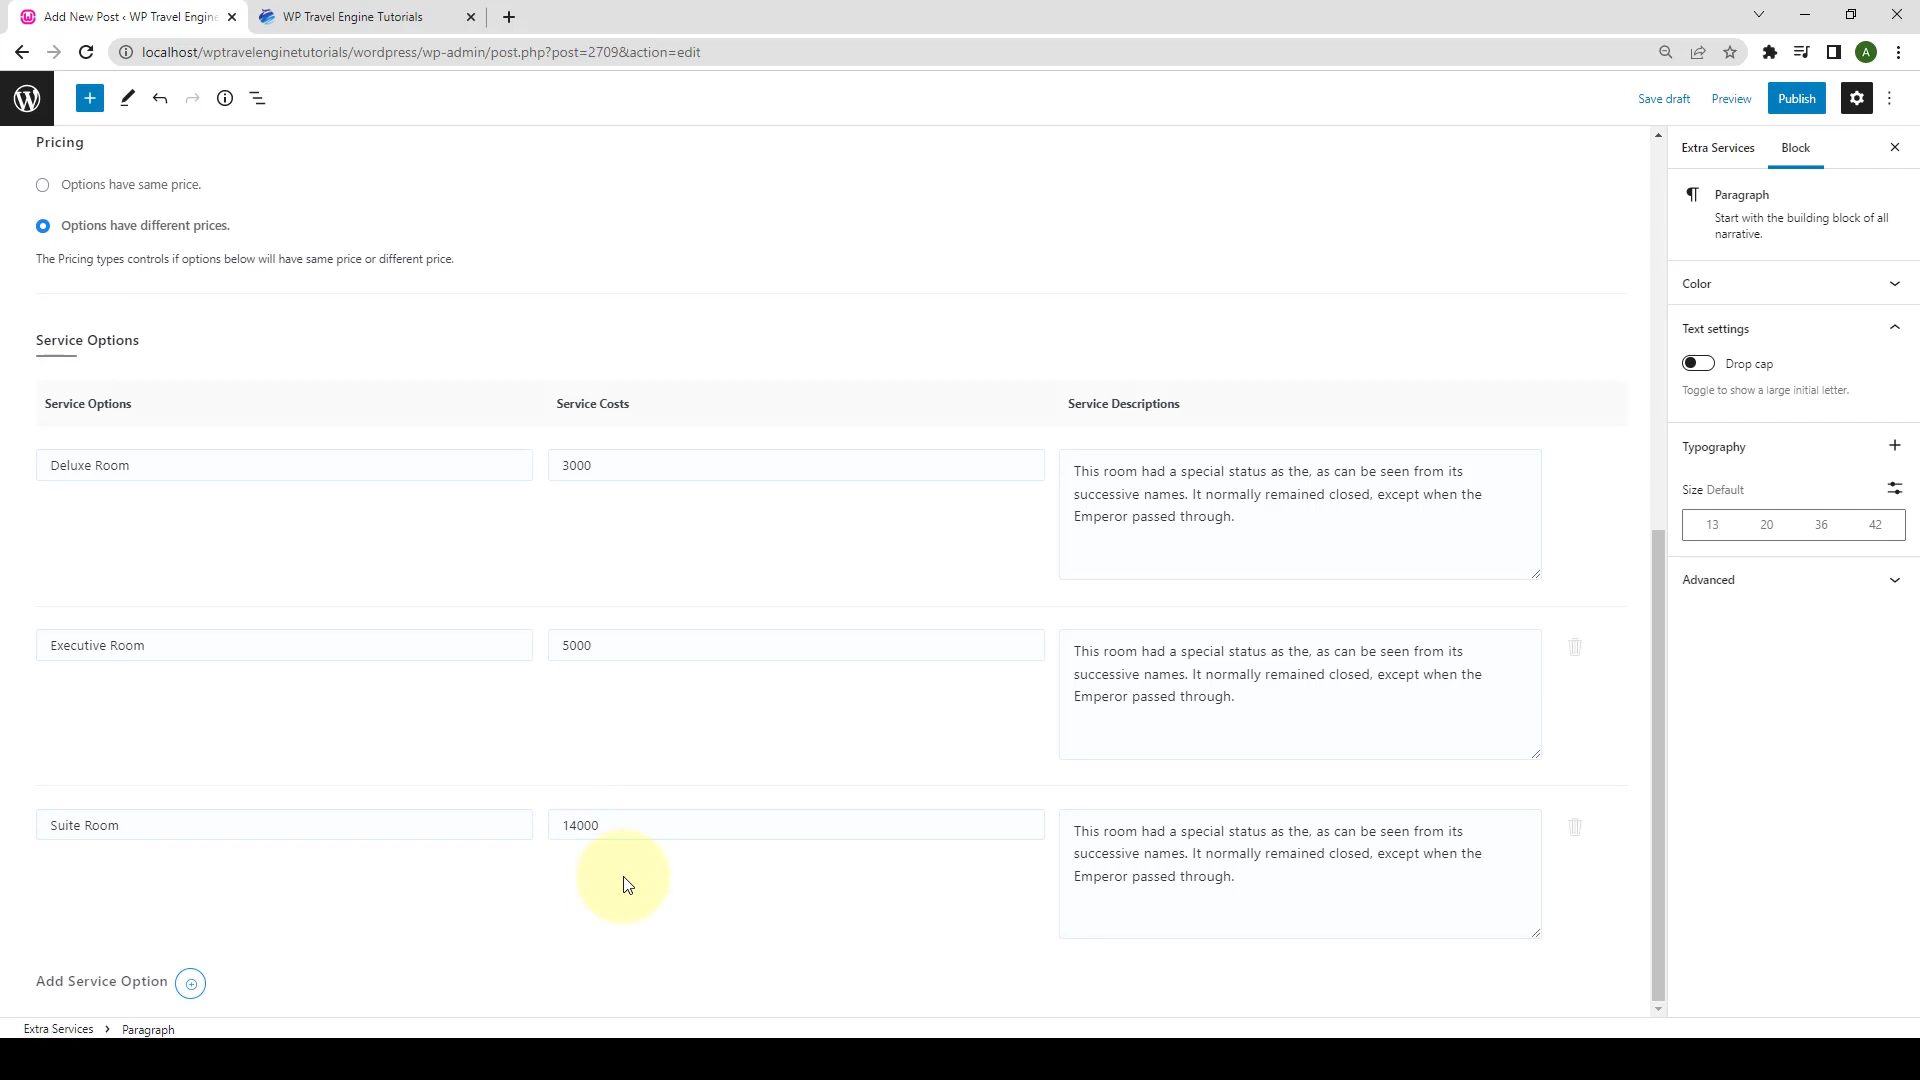 Add New Post ‹ WP Travel Engine
WP Travel Engine Tutorials
localhost/wptravelenginetutorials/wordpress/wp-admin/post.php?post=2709&action=edit
A
Save draft
Preview
Publish
Pricing
Options have same price.
Options have different prices.
The Pricing types controls if options below will have same price or different price.
Service Options
Service Options
Service Costs
Service Descriptions
Deluxe Room
3000
This room had a special status as the, as can be seen from its
successive names. It normally remained closed, except when the
Emperor passed through.
Executive Room
5000
This room had a special status as the, as can be seen from its
successive names. It normally remained closed, except when the
Emperor passed through.
Suite Room
14000
This room had a special status as the, as can be seen from its
successive names. It normally remained closed, except when the
Emperor passed through.
Add Service Option
Extra Services
Block
Paragraph
Start with the building block of all
narrative.
Color
Text settings
Drop cap
Toggle to show a large initial letter.
Typography
Size Default
13 20 36 42
Advanced
Extra Services › Paragraph